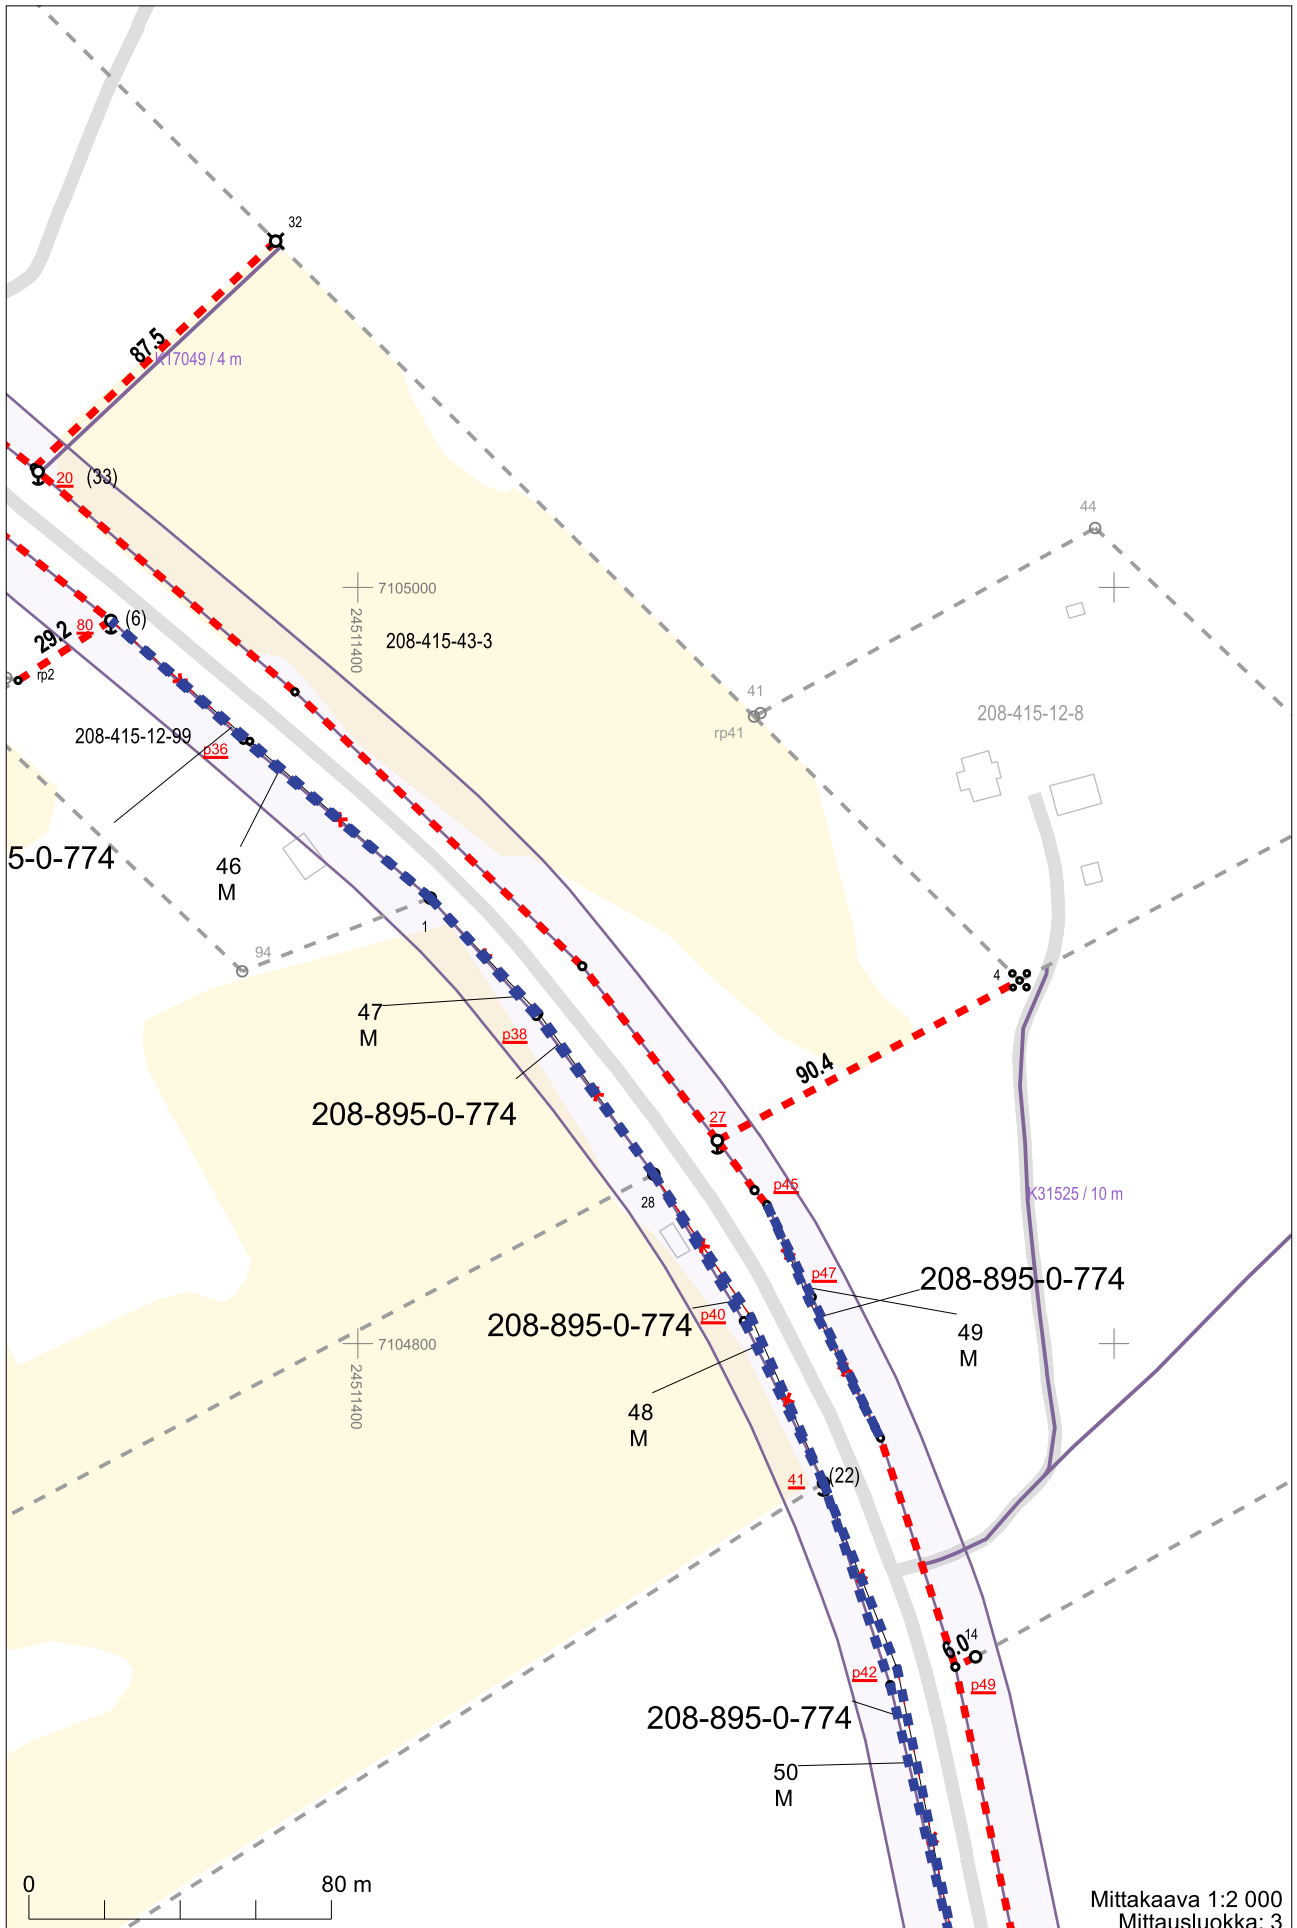 32
87.5
K17049 / 4 m
20
(33)
44
7105000
24511400
(6)
80
29.2
208-415-43-3
rp2
41
rp41
208-415-12-8
208-415-12-99
p36
5-0-774
46
M
1
94
4
47
M
p38
90.4
208-895-0-774
27
p45
28
K31525 / 10 m
p47
208-895-0-774
p40
208-895-0-774
49
M
7104800
24511400
48
M
41
(22)
14
6.0
p42
p49
208-895-0-774
50
M
0
80 m
Mittakaava 1:2 000
Mittausluokka: 3